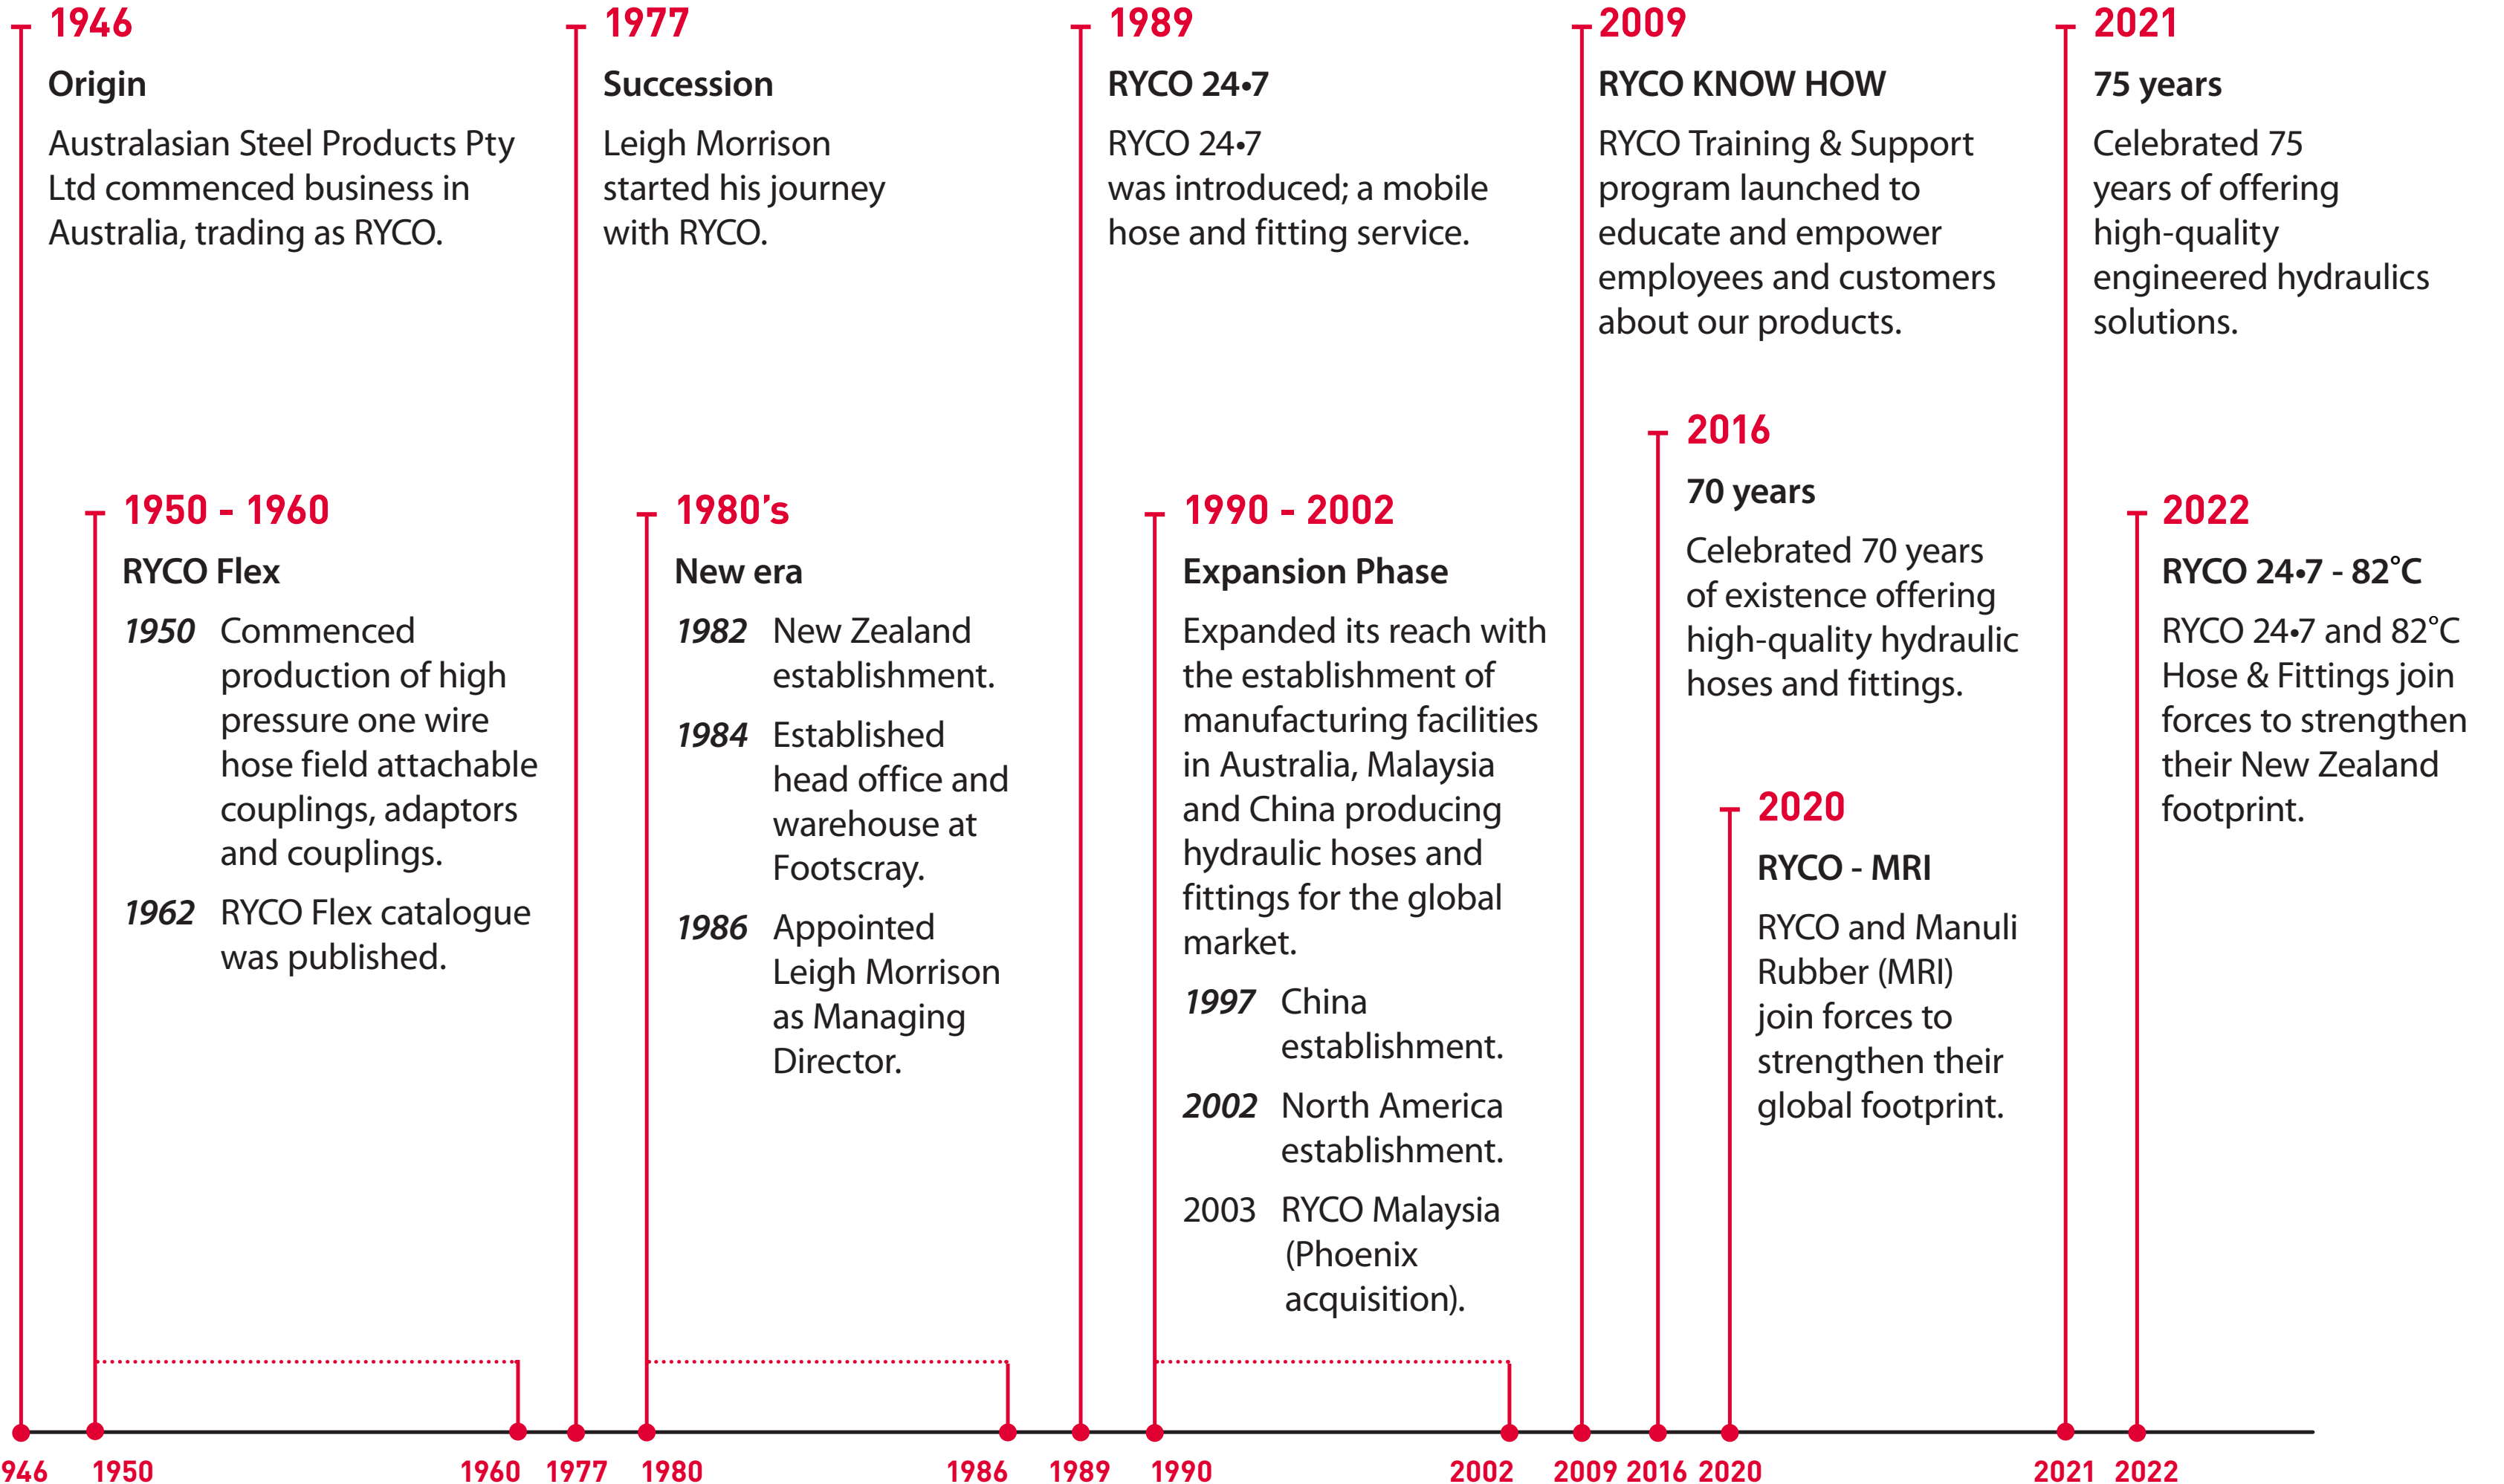 1946
Origin
Australasian Steel Products Pty
Ltd commenced business in
Australia, trading as RYCO.
1950 - 1960
RYCO Flex
1950 Commenced
production of high
pressure one wire
hose field attachable
couplings, adaptors
and couplings.
1962 RYCO Flex catalogue
was published.
1977
Succession
Leigh Morrison
started his journey
with RYCO.
1980’s
New era
1982 New Zealand
establishment.
1984 Established
head office and
warehouse at
Footscray.
1986 Appointed
Leigh Morrison
as Managing
Director.
1989
RYCO 24•7
RYCO 24•7
was introduced; a mobile
hose and fitting service.
1990 - 2002
Expansion Phase
Expanded its reach with
the establishment of
manufacturing facilities
in Australia, Malaysia
and China producing
hydraulic hoses and
fittings for the global
market.
1997 China
establishment.
2002 North America
establishment.
2003 RYCO Malaysia
(Phoenix
acquisition).
2009
RYCO KNOW HOW
RYCO Training & Support
program launched to
educate and empower
employees and customers
about our products.
2016
70 years
Celebrated 70 years
of existence offering
high-quality hydraulic
hoses and fittings.
2020
RYCO - MRI
RYCO and Manuli
Rubber (MRI)
join forces to
strengthen their
global footprint.
2021
75 years
Celebrated 75
years of offering
high-quality
engineered hydraulics
solutions.
2022
RYCO 24•7 - 82˚C
RYCO 24•7 and 82˚C
Hose & Fittings join
forces to strengthen
their New Zealand
footprint.
946 1950 1960 1977 1980 1986 1989 1990 2002 2009 2016 2020 2021 2022